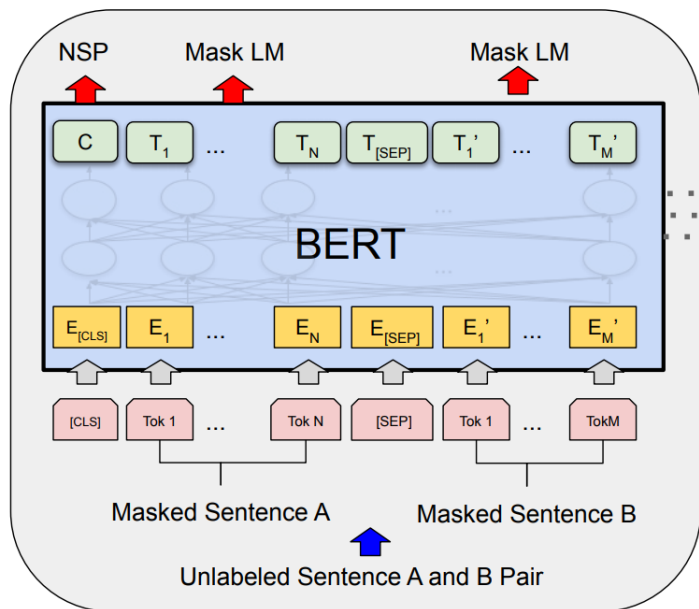 NSP Mask LM Mask LM
C T1 ... TN T[SEP] T1' ... TM'
...
BERT
...
E[CLS] E1 ... EN E[SEP] E1' ... EM'
[CLS] Tok 1 ... Tok N [SEP] Tok 1 ... TokM
Masked Sentence A Masked Sentence B
Unlabeled Sentence A and B Pair